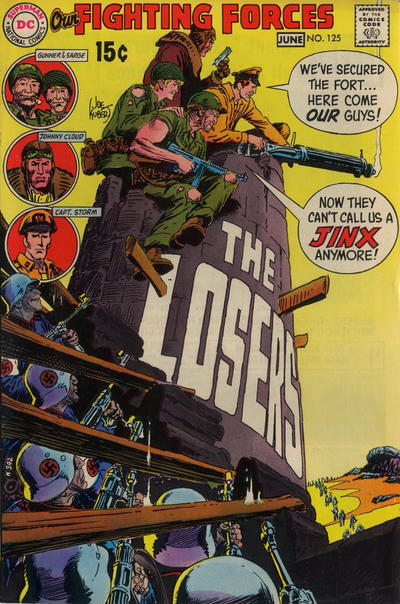 SUPERMAN
DC
NATIONAL COMICS
Our
FIGHTING FORCES
15¢
JUNE NO. 125
APPROVED
BY THE
COMICS
CODE
AUTHORITY
GUNNER & SARGE
JOHNNY CLOUD
CAPT. STORM
JOE
KUBERT
WE'VE SECURED
THE FORT...
HERE COME
OUR GUYS!
NOW THEY
CAN'T CALL US A
JINX
ANYMORE!
THE
LOSERS